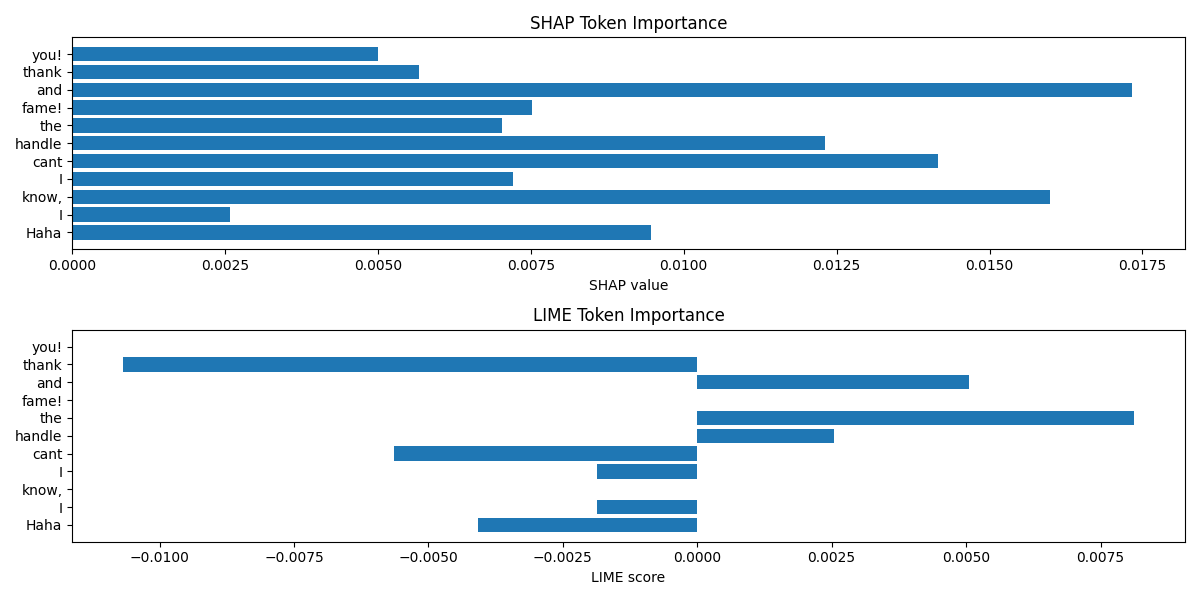 SHAP Token Importance
you!
thank
and
fame!
the
handle
cant
I
know,
I
Haha
0.0000 0.0025 0.0050 0.0075 0.0100 0.0125 0.0150 0.0175
SHAP value
LIME Token Importance
you!
thank
and
fame!
the
handle
cant
I
know,
I
Haha
−0.0100 −0.0075 −0.0050 −0.0025 0.0000 0.0025 0.0050 0.0075
LIME score